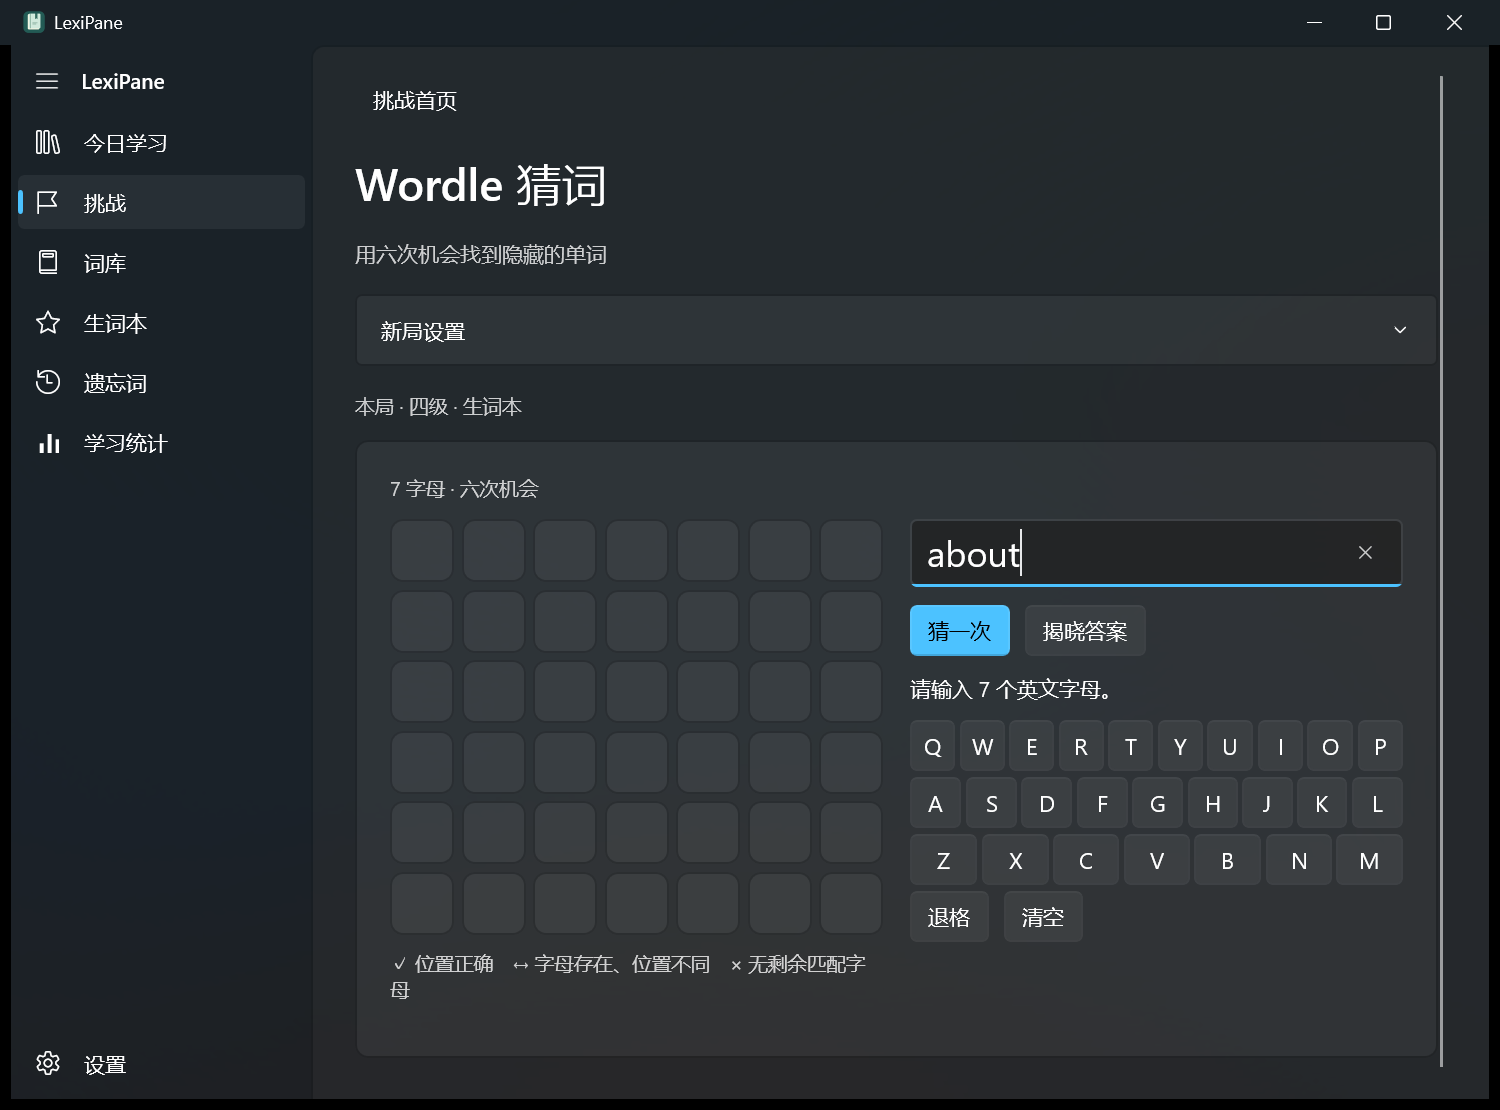 LexiPane
LexiPane
今日学习
挑战
词库
生词本
遗忘词
学习统计
设置
挑战首页
Wordle 猜词
用六次机会找到隐藏的单词
新局设置
本局 · 四级 · 生词本
7 字母 · 六次机会
about
猜一次 揭晓答案
请输入 7 个英文字母。
Q W E R T Y U I O P
A S D F G H J K L
Z X C V B N M
退格 清空
✓ 位置正确 ↔ 字母存在、位置不同 × 无剩余匹配字
母